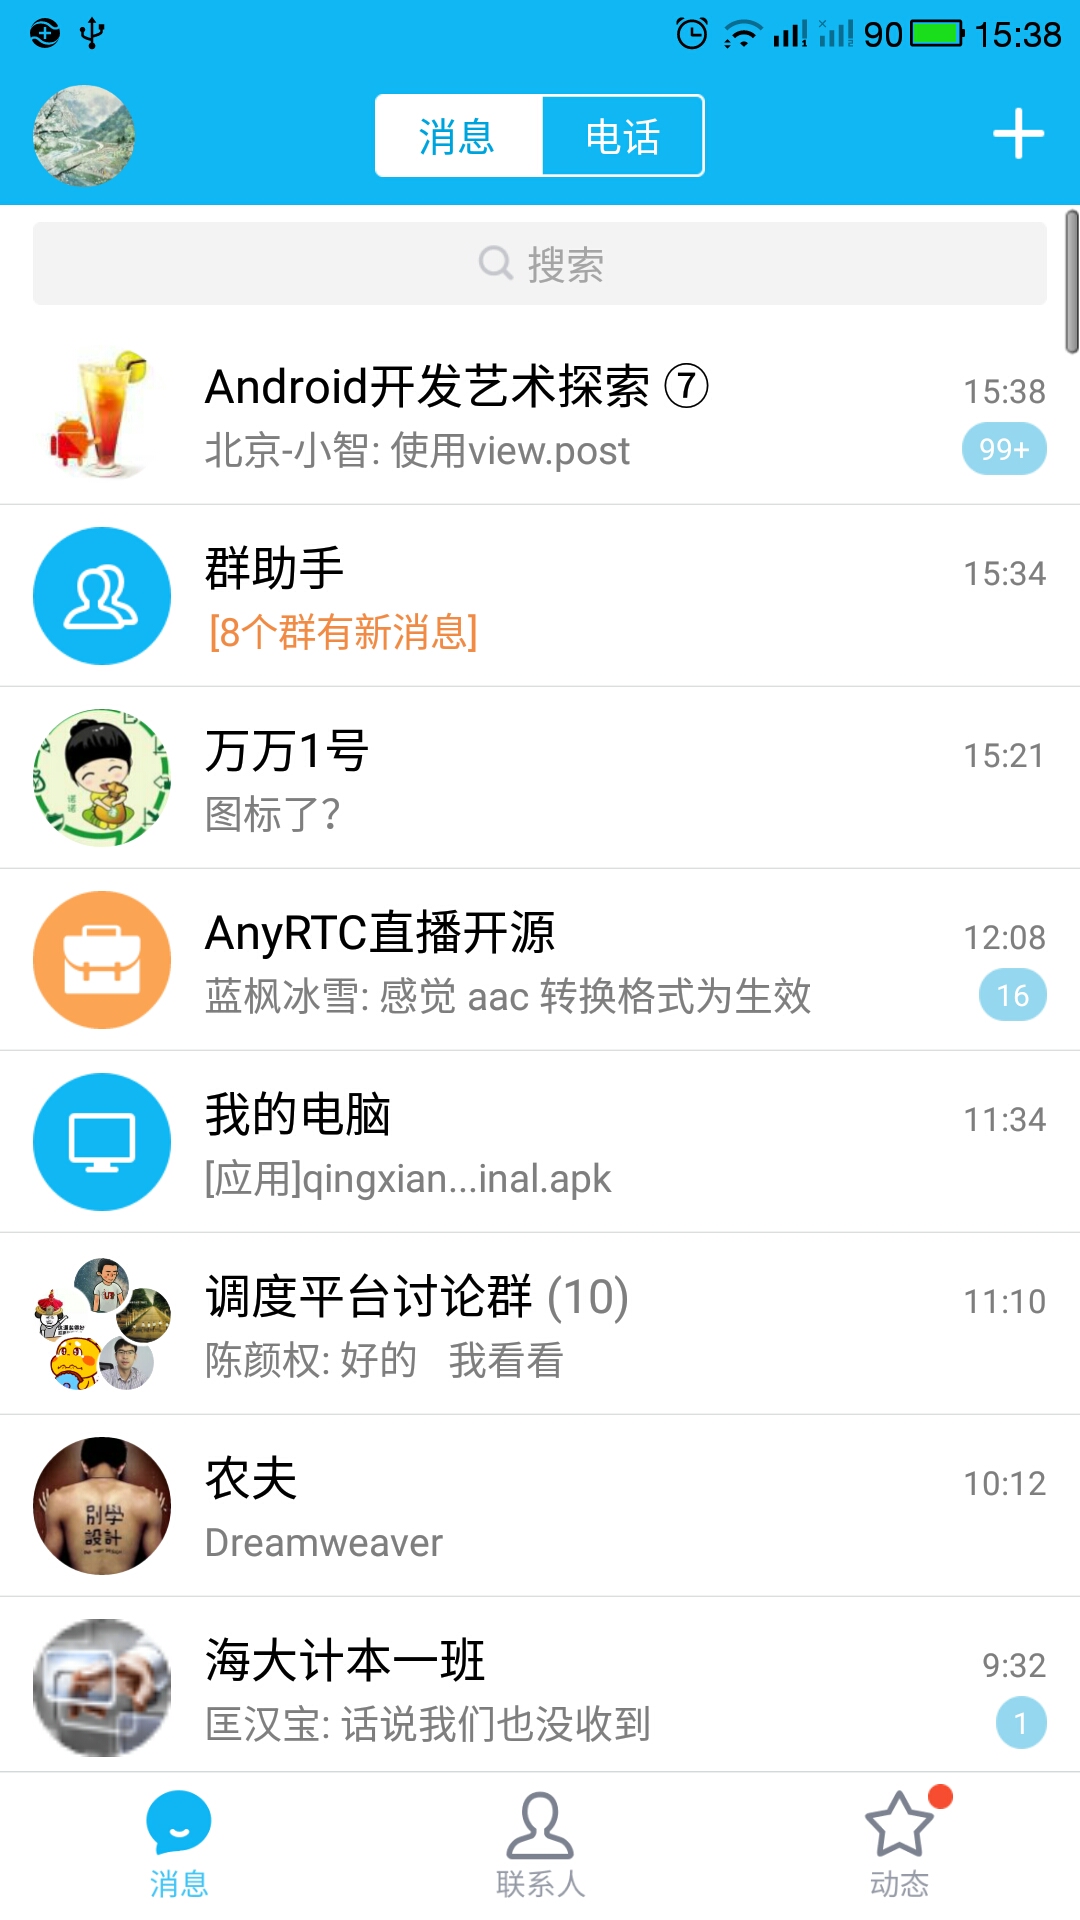 90 15:38
消息 电话
搜索
Android开发艺术探索 ⑦ 15:38
北京-小智: 使用view.post 99+
群助手 15:34
[8个群有新消息]
万万1号 15:21
图标了?
AnyRTC直播开源 12:08
蓝枫冰雪: 感觉 aac 转换格式为生效 16
我的电脑 11:34
[应用]qingxian...inal.apk
调度平台讨论群 (10) 11:10
陈颜权: 好的 我看看
农夫 10:12
别学
設計
Dreamweaver
海大计本一班 9:32
匡汉宝: 话说我们也没收到 1
消息 联系人 动态